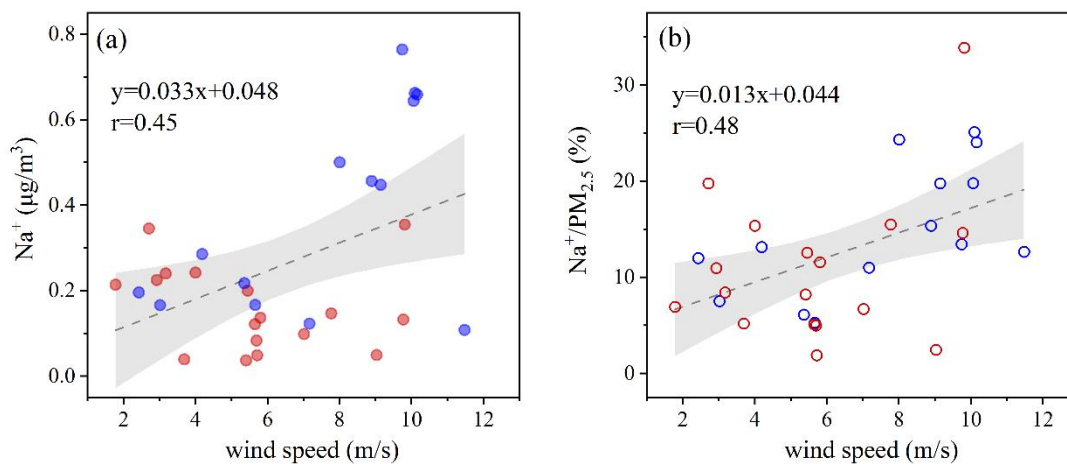 (a)
y=0.033x+0.048
r=0.45
Na⁺ (μg/m³)
0.8
0.6
0.4
0.2
0.0
2 4 6 8 10 12
wind speed (m/s)
(b)
y=0.013x+0.044
r=0.48
Na⁺/PM₂.₅ (%)
30
20
10
0
2 4 6 8 10 12
wind speed (m/s)